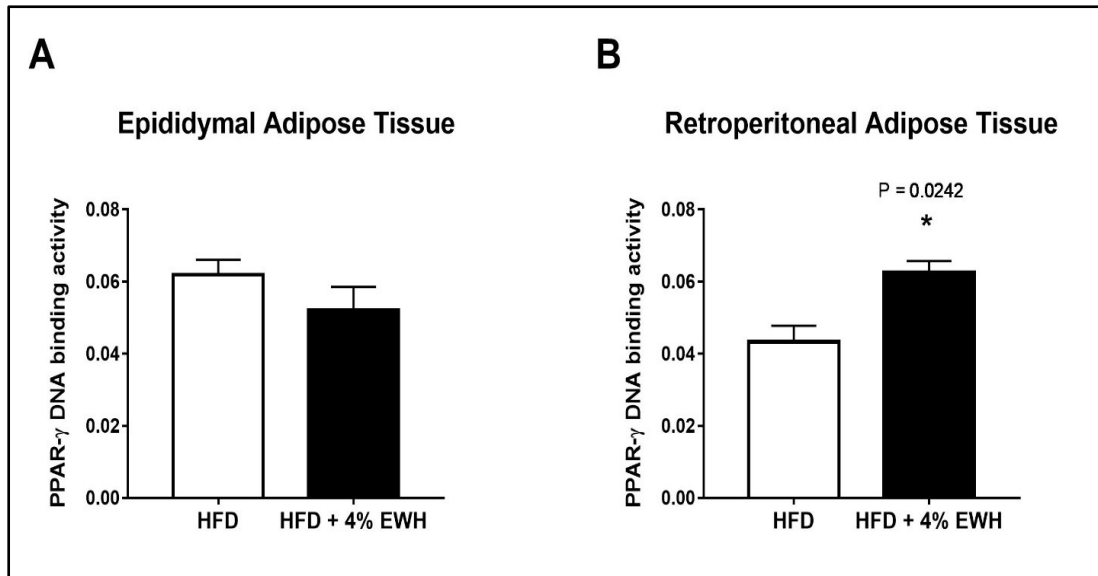 A
Epididymal Adipose Tissue
PPAR-γ DNA binding activity
0.08
0.06
0.04
0.02
0.00
HFD
HFD + 4% EWH
B
Retroperitoneal Adipose Tissue
P = 0.0242
*
PPAR-γ DNA binding activity
0.08
0.06
0.04
0.02
0.00
HFD
HFD + 4% EWH